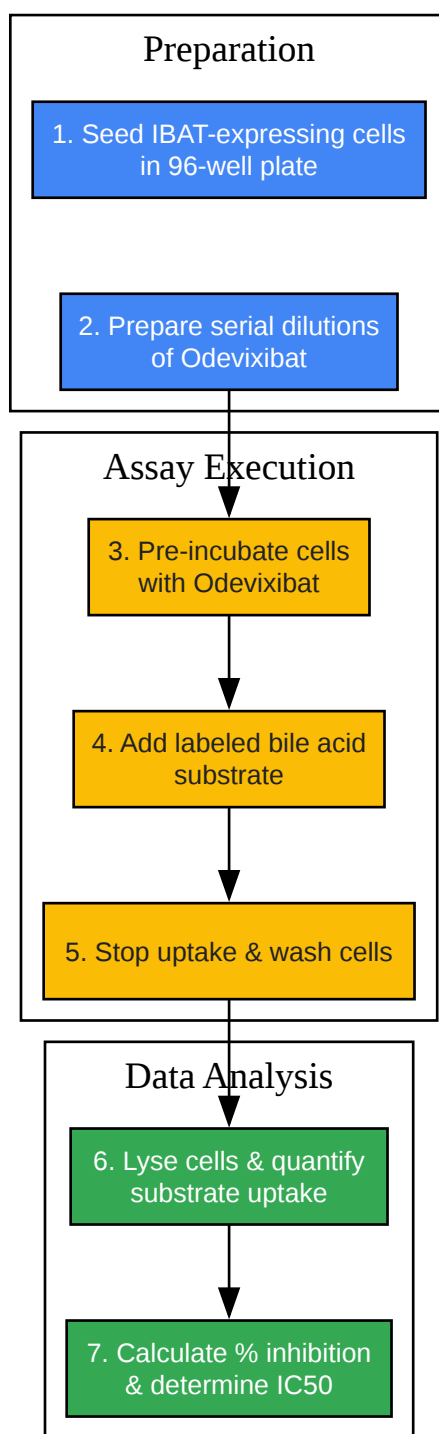 Preparation
1. Seed IBAT-expressing cells
in 96-well plate
2. Prepare serial dilutions
of Odevixibat
Assay Execution
3. Pre-incubate cells
with Odevixibat
4. Add labeled bile acid
substrate
5. Stop uptake & wash cells
Data Analysis
6. Lyse cells & quantify
substrate uptake
7. Calculate % inhibition
& determine IC50